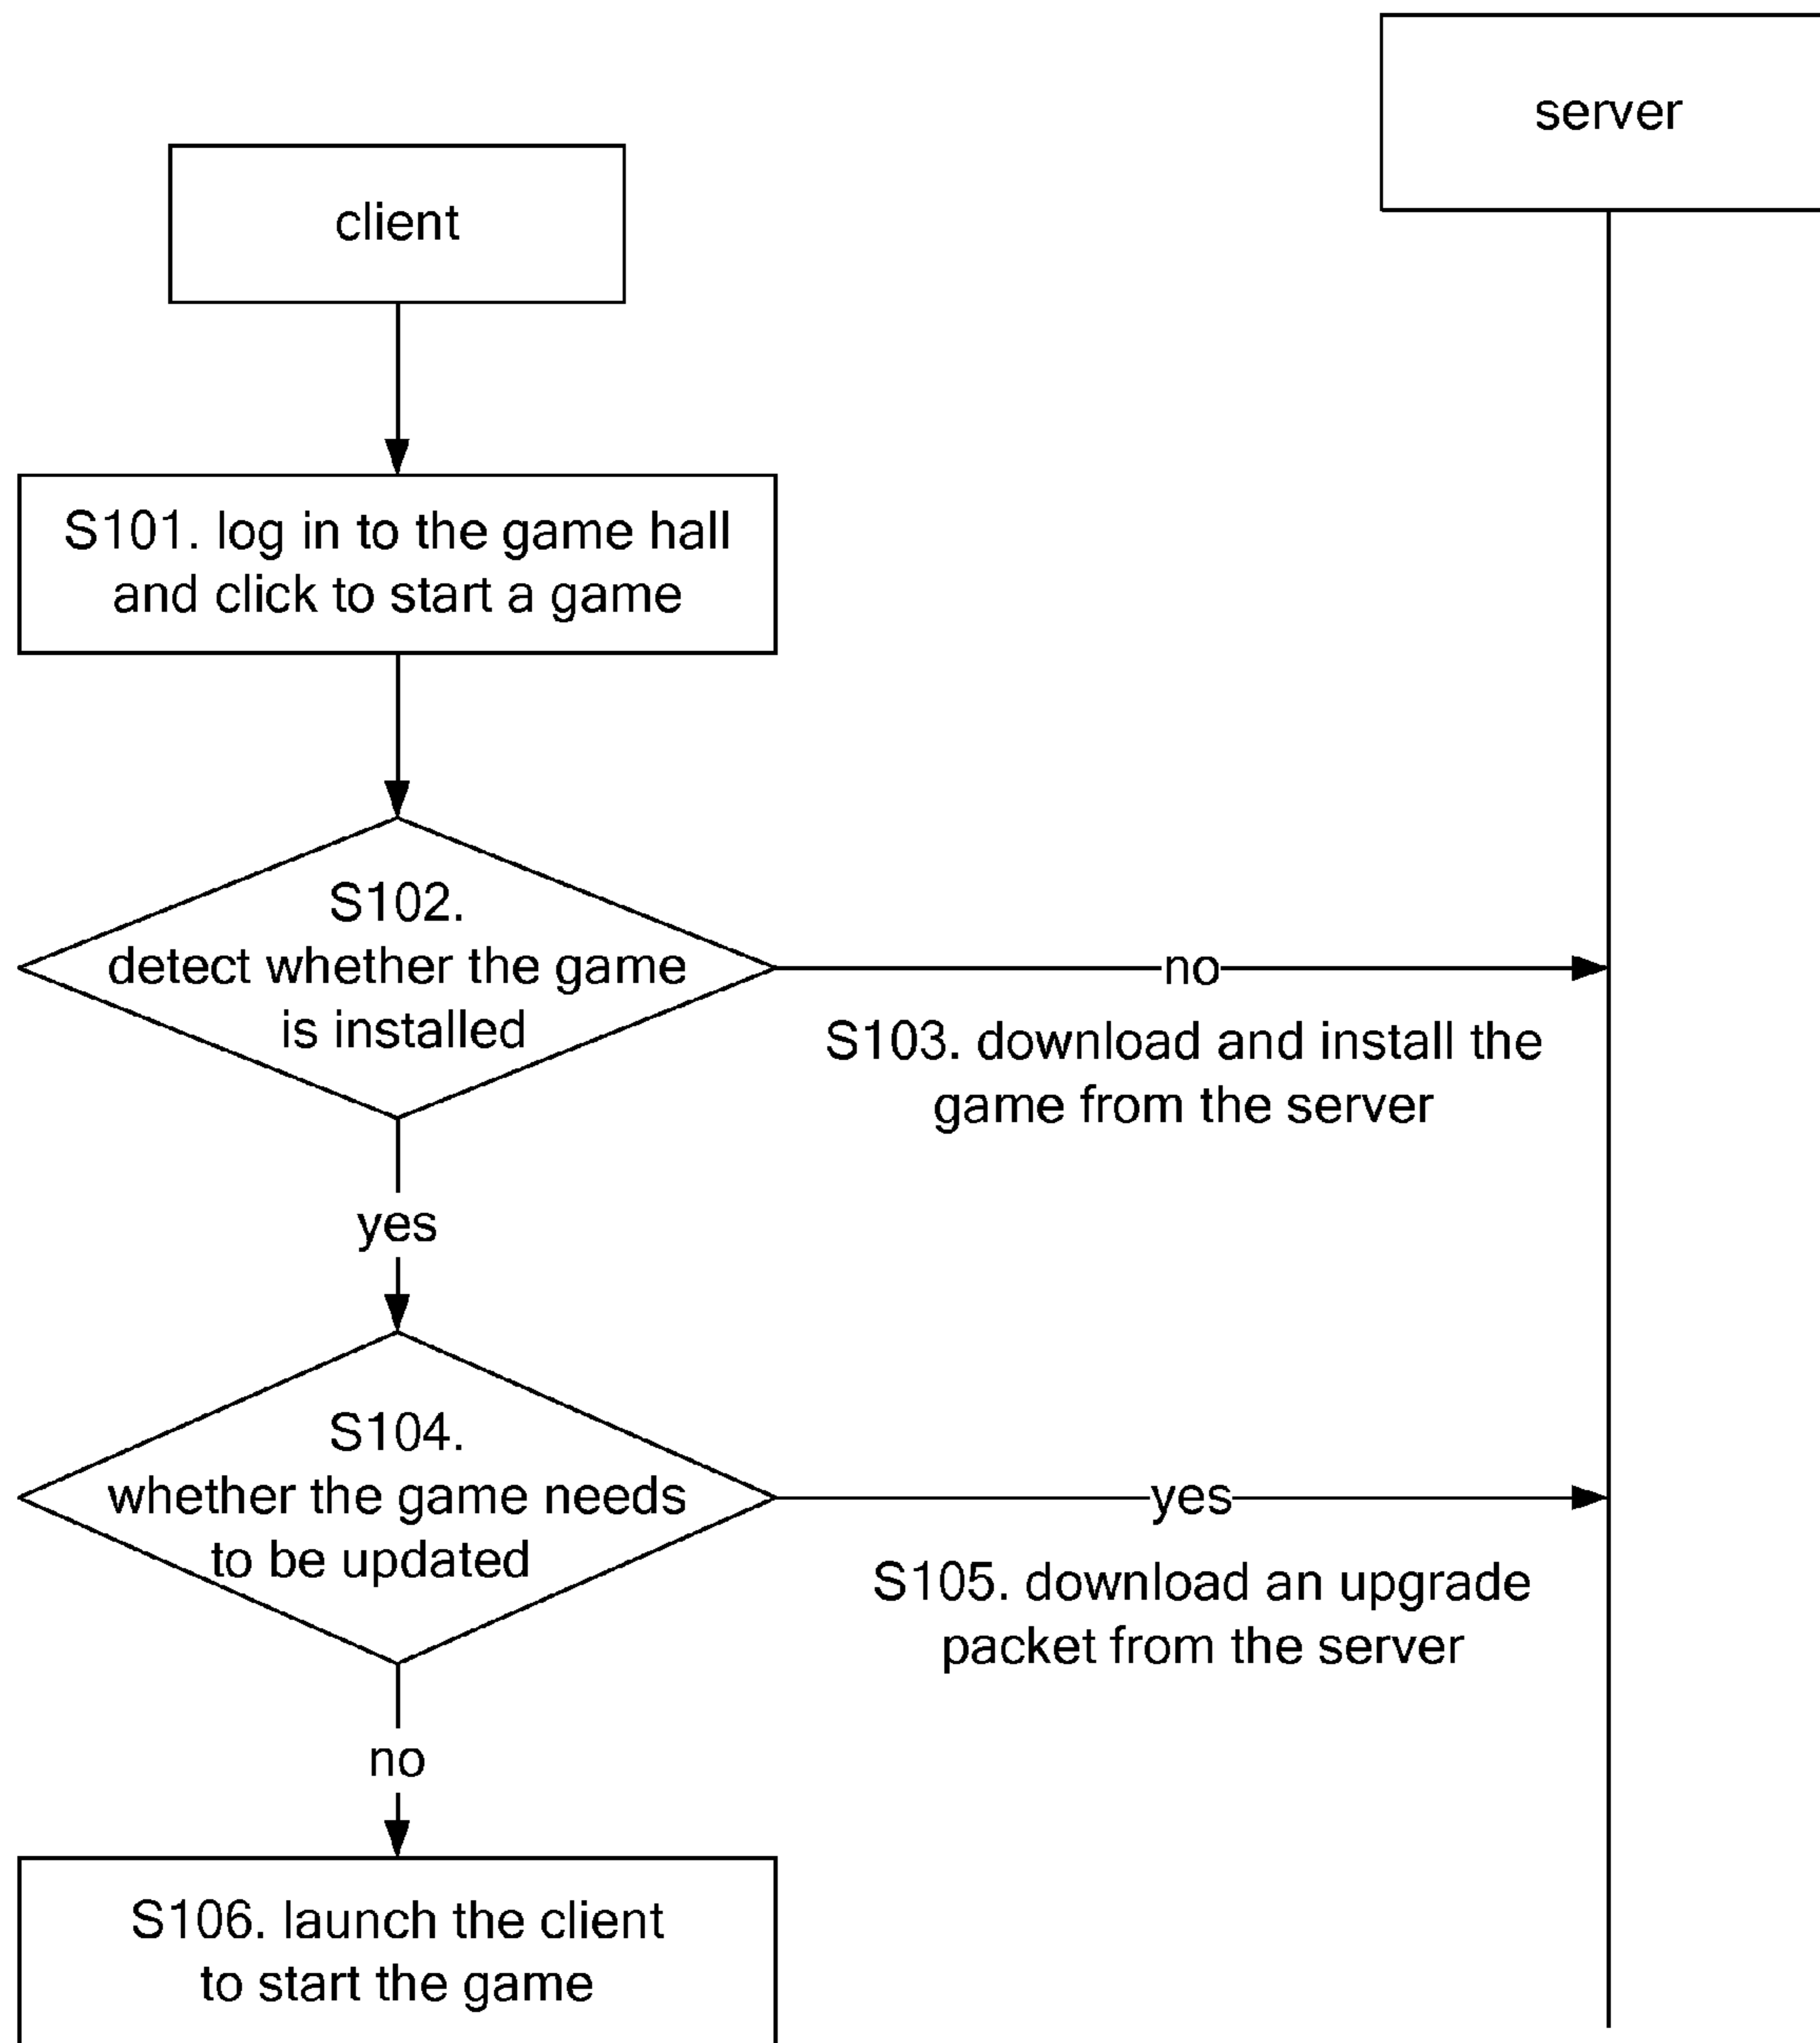 server
client
S101. log in to the game hall
and click to start a game
S102.
detect whether the game
is installed
no
S103. download and install the
game from the server
yes
S104.
whether the game needs
to be updated
yes
S105. download an upgrade
packet from the server
no
S106. launch the client
to start the game